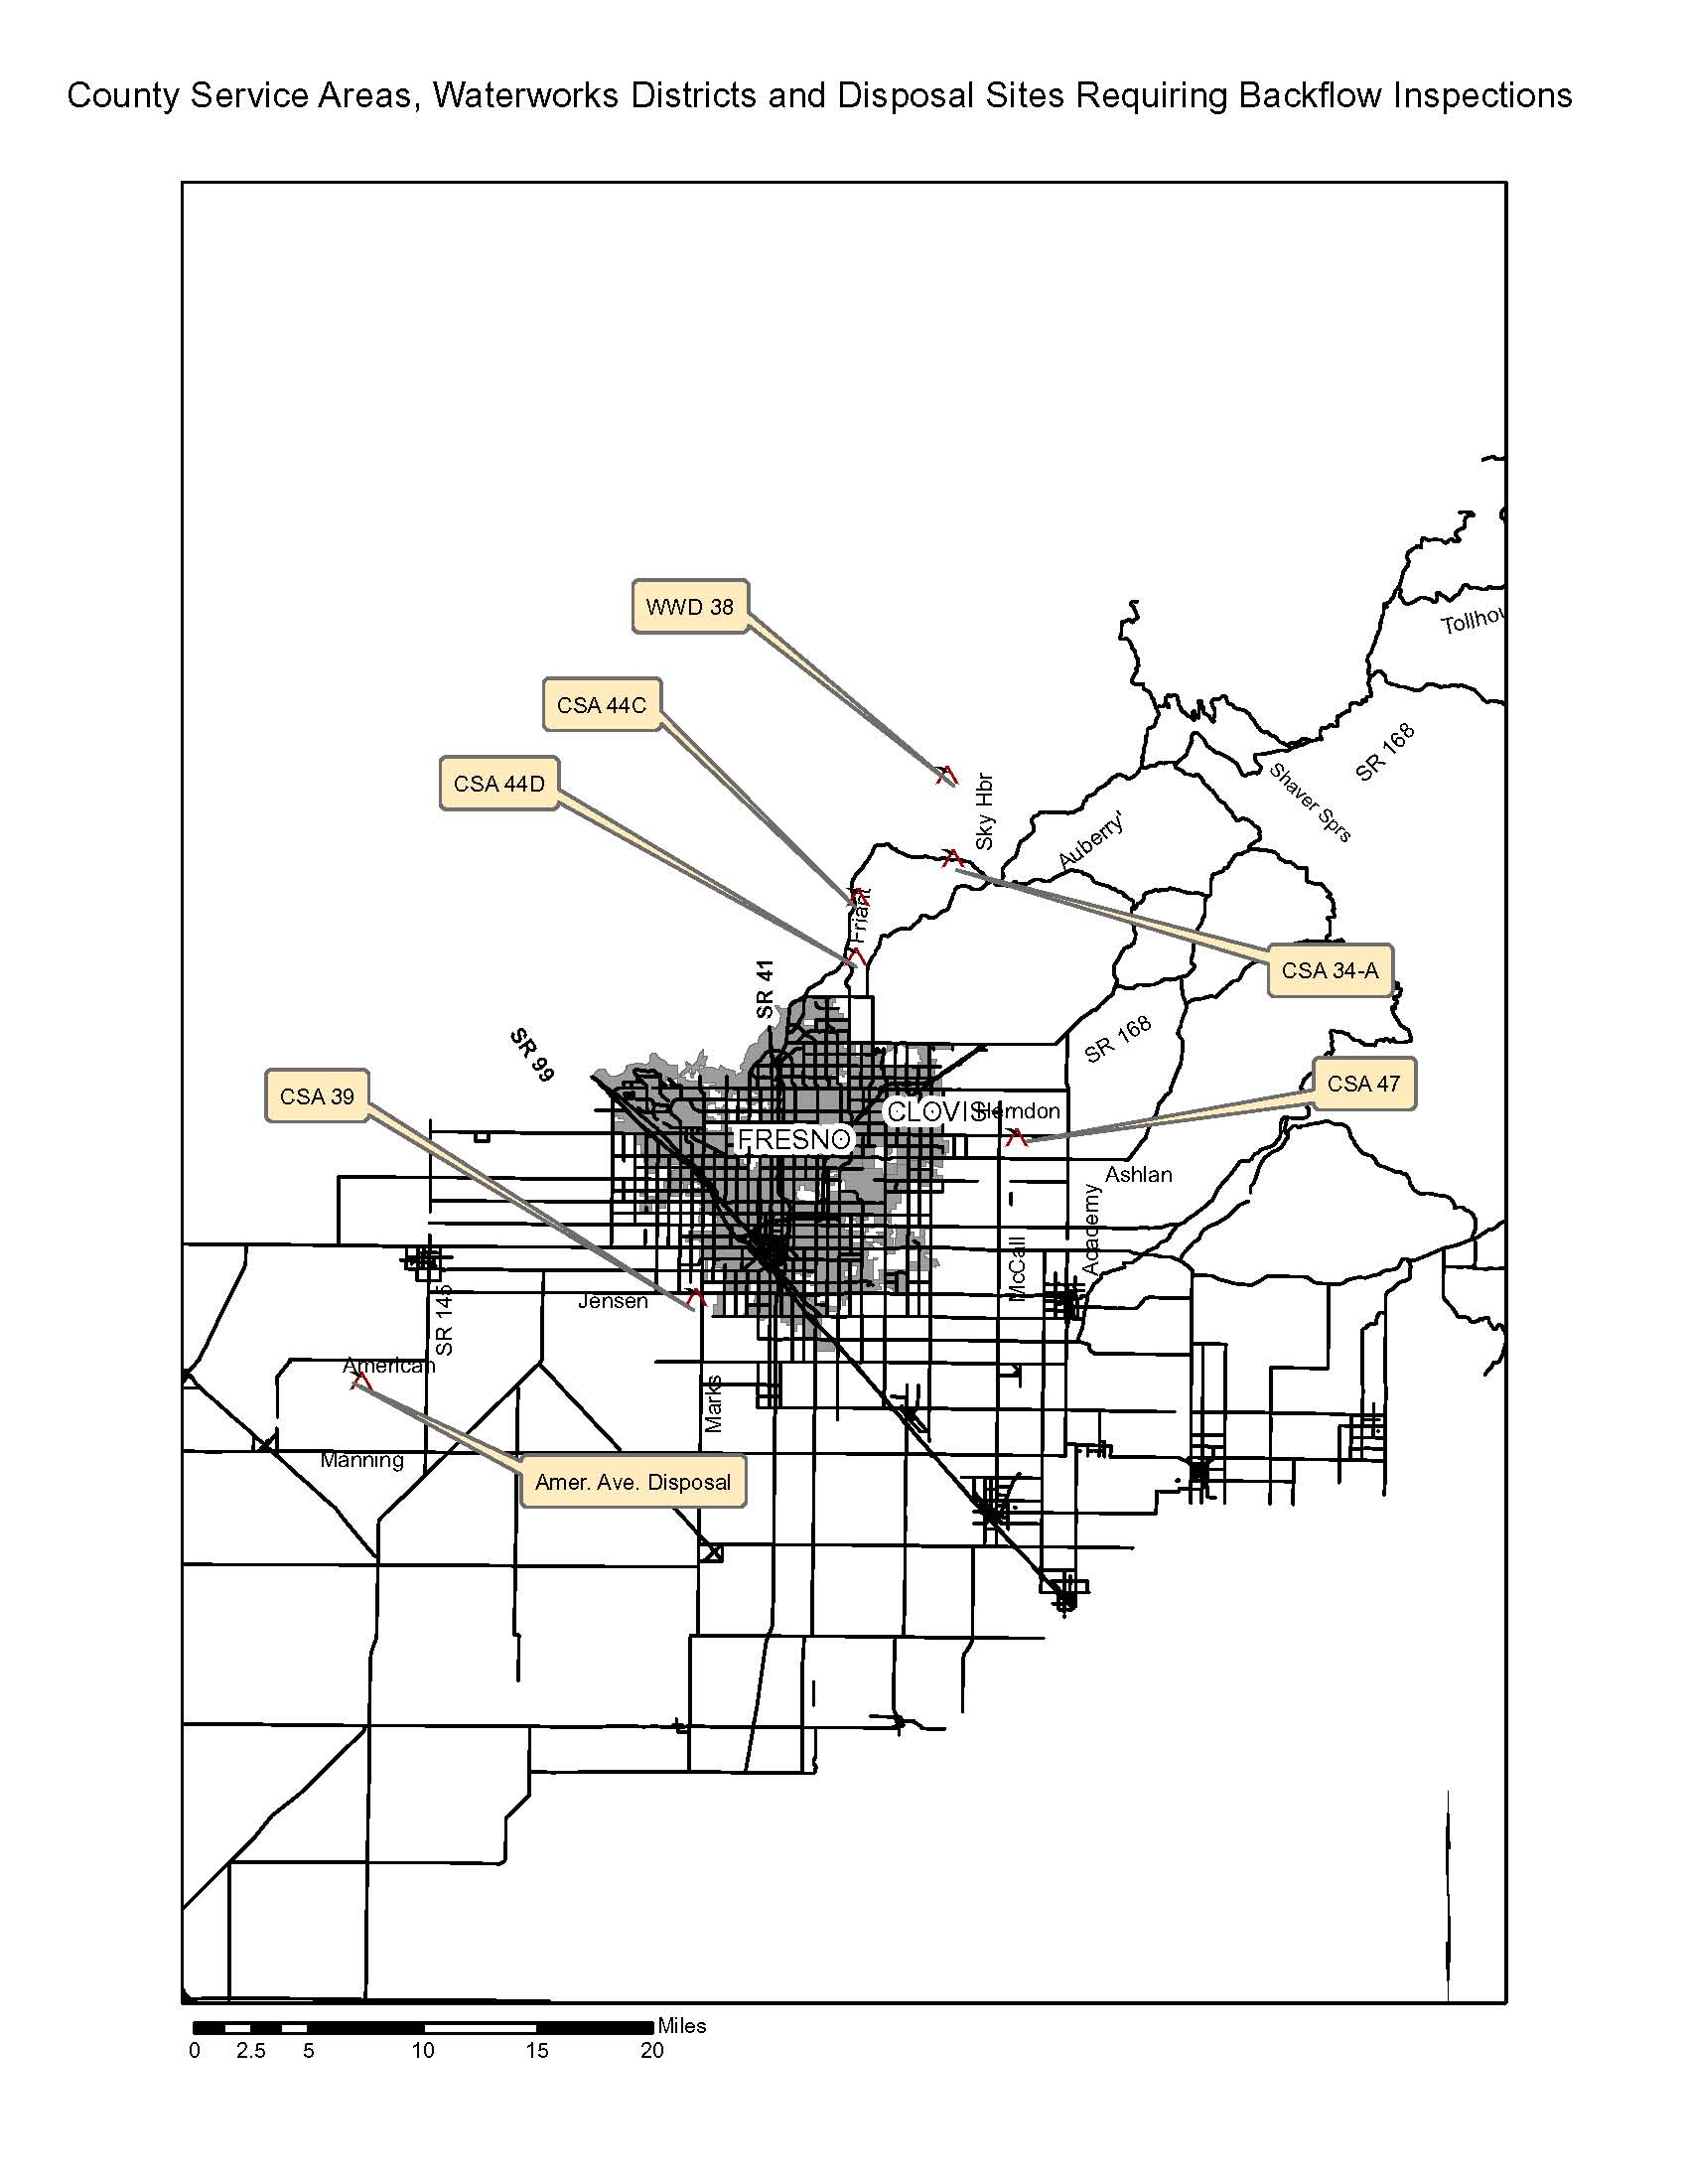 County Service Areas, Waterworks Districts and Disposal Sites Requiring Backflow Inspections
WWD 38
CSA 44C
CSA 44D
Sky Hbr
Friant
Auberry
Shaver Sprs
SR 168
CSA 34-A
SR 41
SR 99
SR 168
CSA 39
CSA 47
CLOVIS
Herndon
FRESNO
Ashlan
Academy
McCall
Jensen
SR 145
American
Marks
Manning
Amer. Ave. Disposal
Miles
0 2.5 5 10 15 20